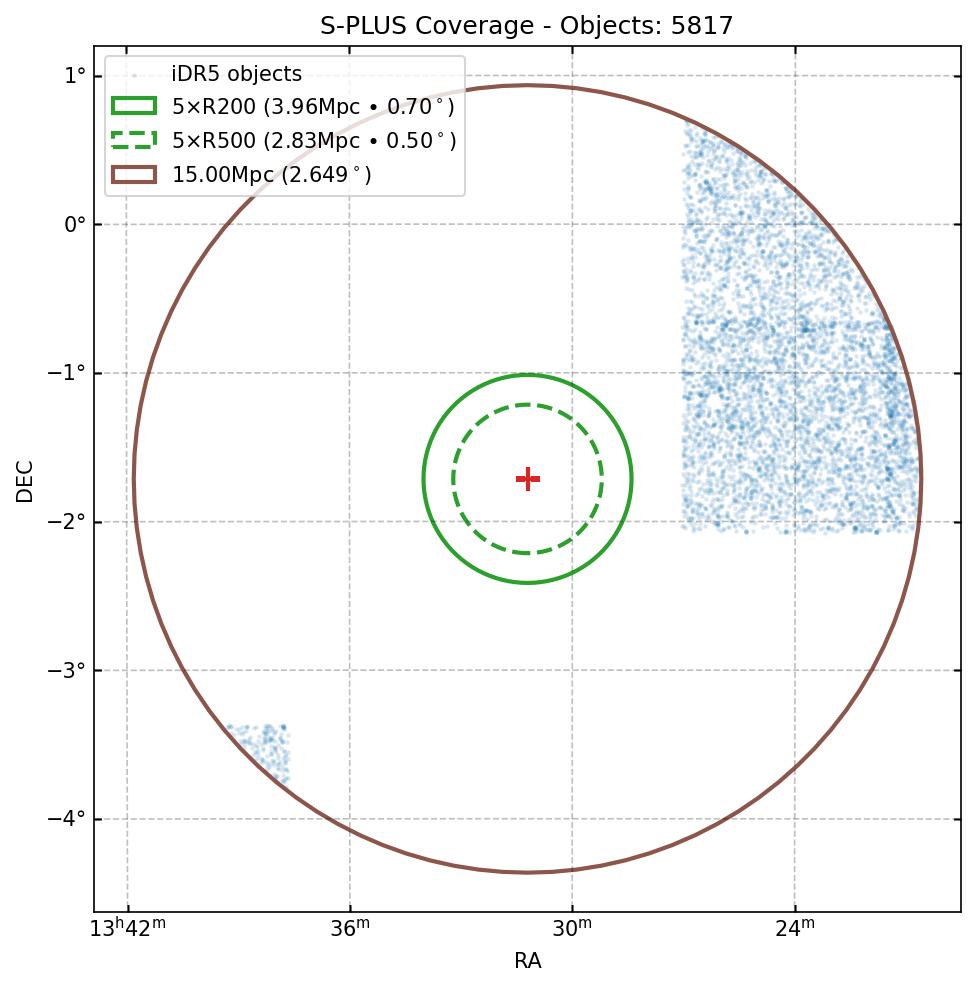 S-PLUS Coverage - Objects: 5817
iDR5 objects
5×R200 (3.96Mpc • 0.70°)
5×R500 (2.83Mpc • 0.50°)
15.00Mpc (2.649°)
1°
0°
−1°
−2°
−3°
−4°
DEC
13ʰ42ᵐ 36ᵐ 30ᵐ 24ᵐ
RA